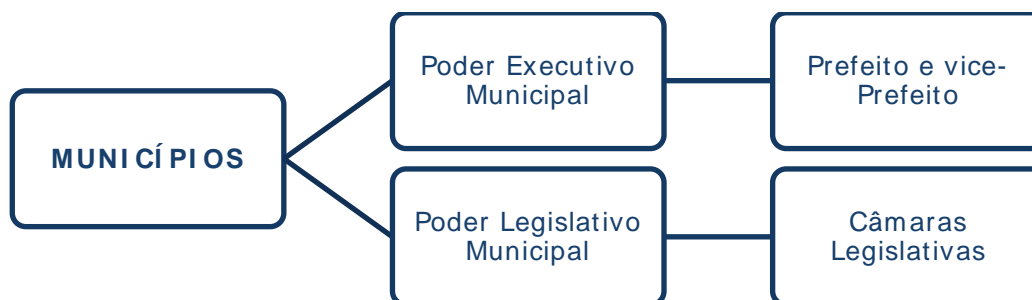 MUNICÍPIOS
Poder Executivo
Municipal
Prefeito e vice-
Prefeito
Poder Legislativo
Municipal
Câmaras
Legislativas